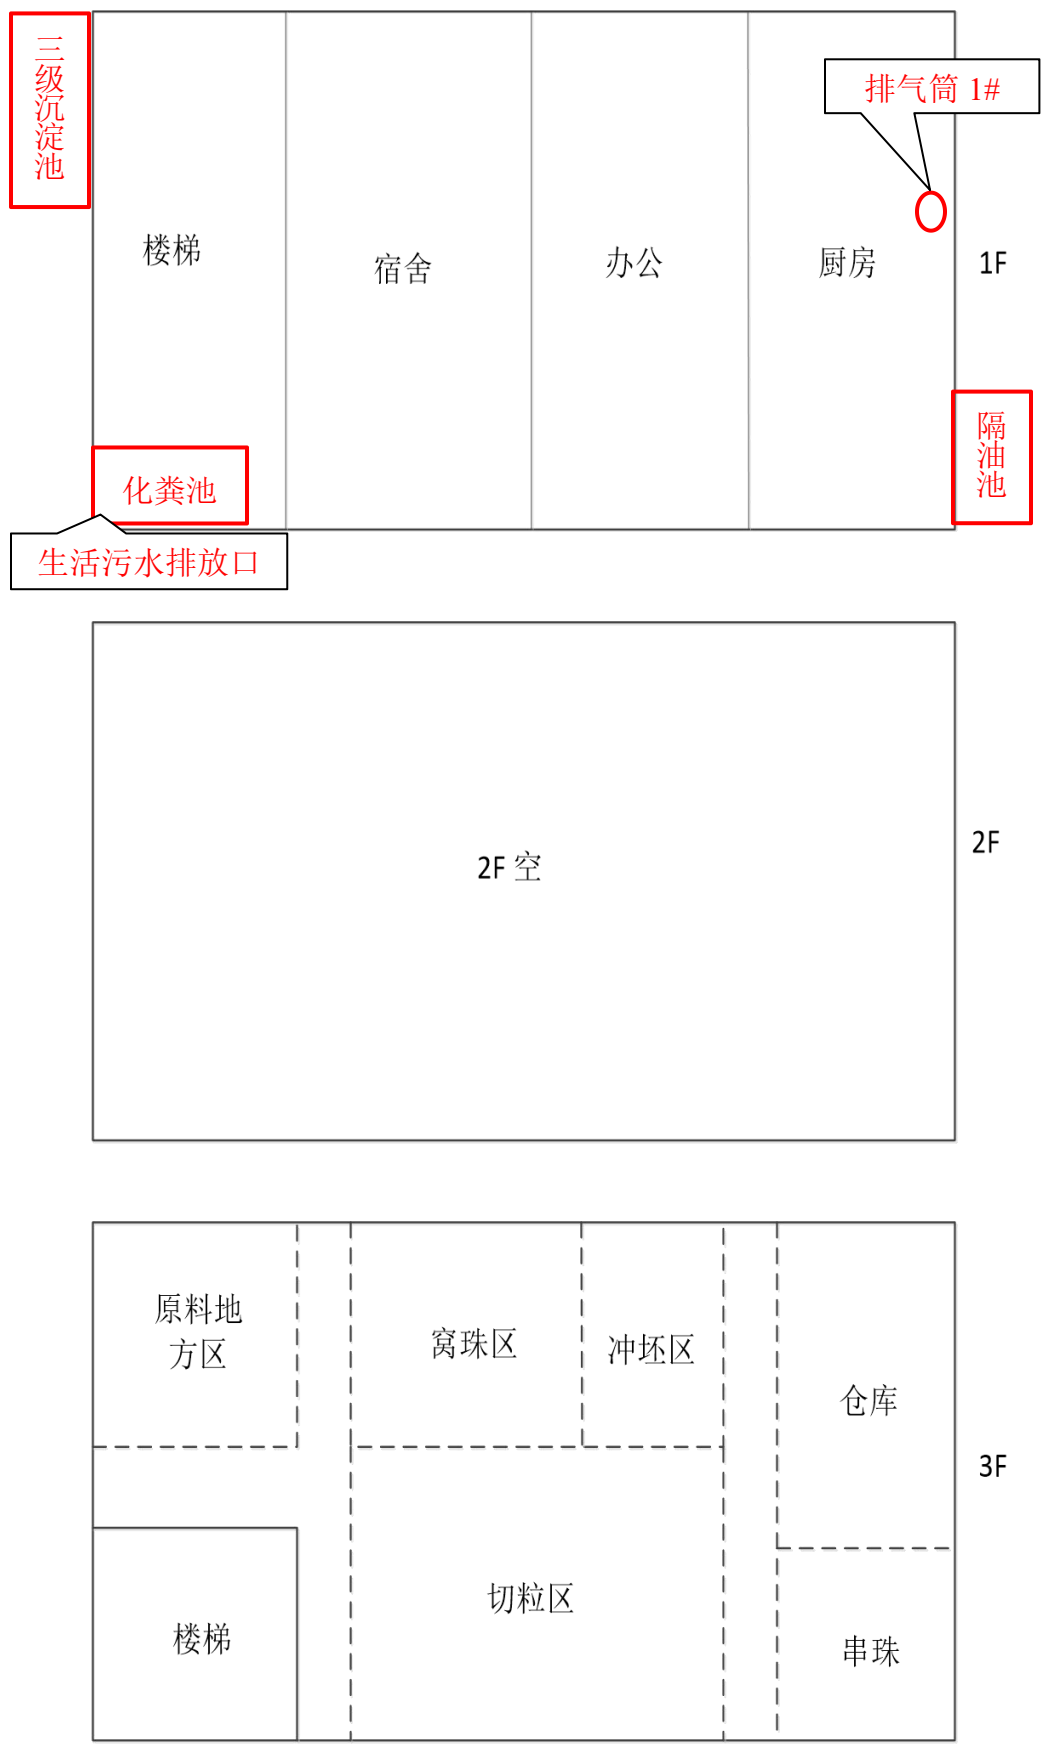 三级沉淀池
排气筒 1#
楼梯
宿舍
办公
厨房
1F
隔油池
化粪池
生活污水排放口
2F 空
2F
原料地
方区
窝珠区
冲坯区
仓库
3F
切粒区
楼梯
串珠